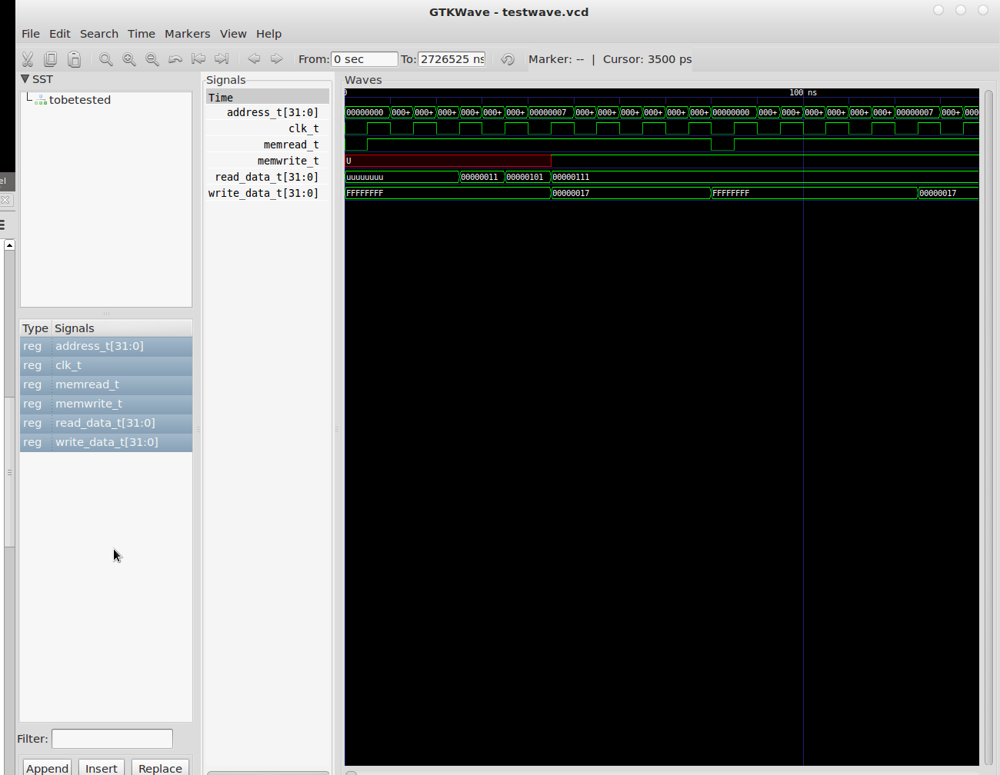 GTKWave - testwave.vcd
File Edit Search Time Markers View Help
From: 0 sec To: 2726525 ns Marker: -- | Cursor: 3500 ps
SST
tobetested
Type Signals
reg address_t[31:0]
reg clk_t
reg memread_t
reg memwrite_t
reg read_data_t[31:0]
reg write_data_t[31:0]
Filter:
Append Insert Replace
Signals
Time
address_t[31:0]
clk_t
memread_t
memwrite_t
read_data_t[31:0]
write_data_t[31:0]
Waves
0 100 ns
00000000 000+ 000+ 000+ 000+ 000+ 000+ 00000007 000+ 000+ 000+ 000+ 000+ 000+ 00000000 000+ 000+ 000+ 000+ 000+ 000+ 00000007 000+ 000
U
uuuuuuuu 00000011 00000101 00000111
FFFFFFFF 00000017 FFFFFFFF 00000017
el